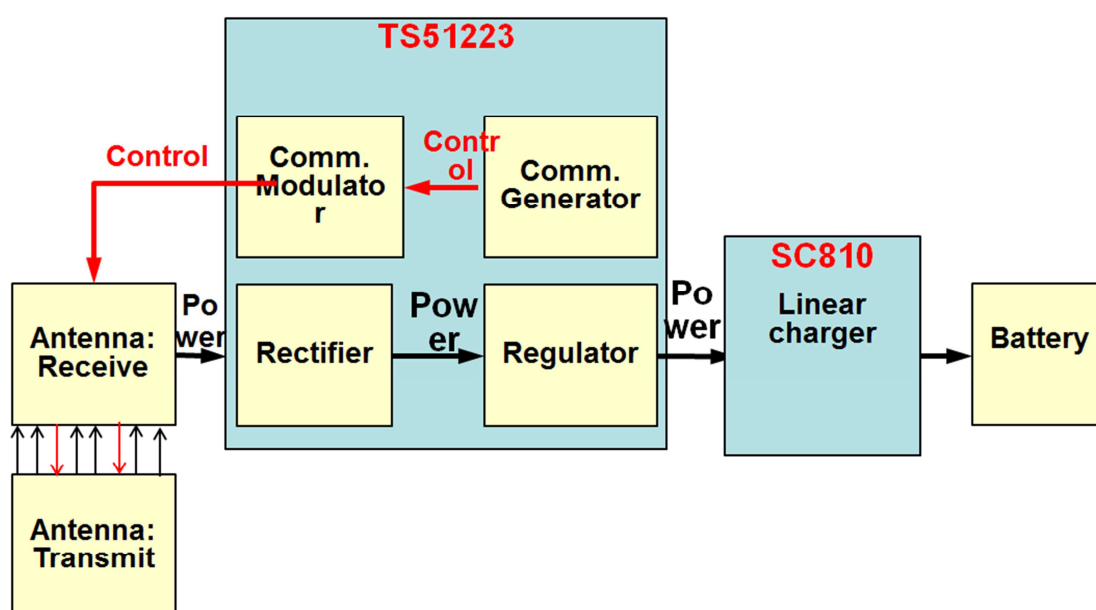 TS51223
Control
Comm.
Modulato
r
Contr
ol
Comm.
Generator
SC810
Linear
charger
Antenna:
Receive
Po
wer
Rectifier
Pow
er
Regulator
Po
wer
Battery
Antenna:
Transmit